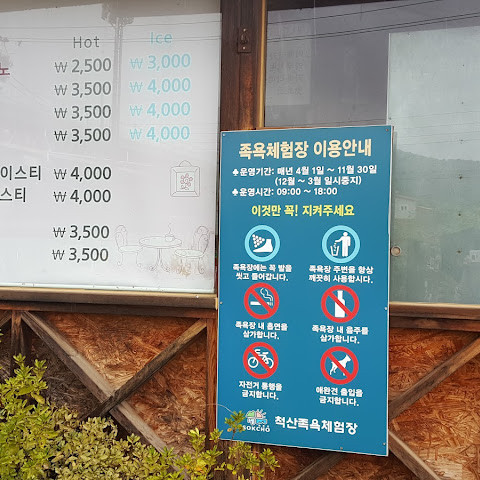 Hot Ice
노 ₩ 2,500 ₩ 3,000
₩ 3,500 ₩ 4,000
₩ 3,500 ₩ 4,000
₩ 3,500 ₩ 4,000
이스티 ₩ 4,000
스티 ₩ 4,000
₩ 3,500
₩ 3,500
족욕체험장 이용안내
♣운영기간: 매년 4월 1일 ~ 11월 30일
(12월 ~ 3월 일시중지)
♣운영시간: 09:00 ~ 18:00
이것만 꼭! 지켜주세요
족욕장에는 꼭 발을
씻고 들어갑니다.
족욕장 주변을 항상
깨끗히 사용합시다.
족욕장 내 흡연을
삼가합니다.
족욕장 내 음주를
삼가합니다.
자전거 통행을
금지합니다.
애완견 출입을
금지합니다.
SOKCHO
척산족욕체험장